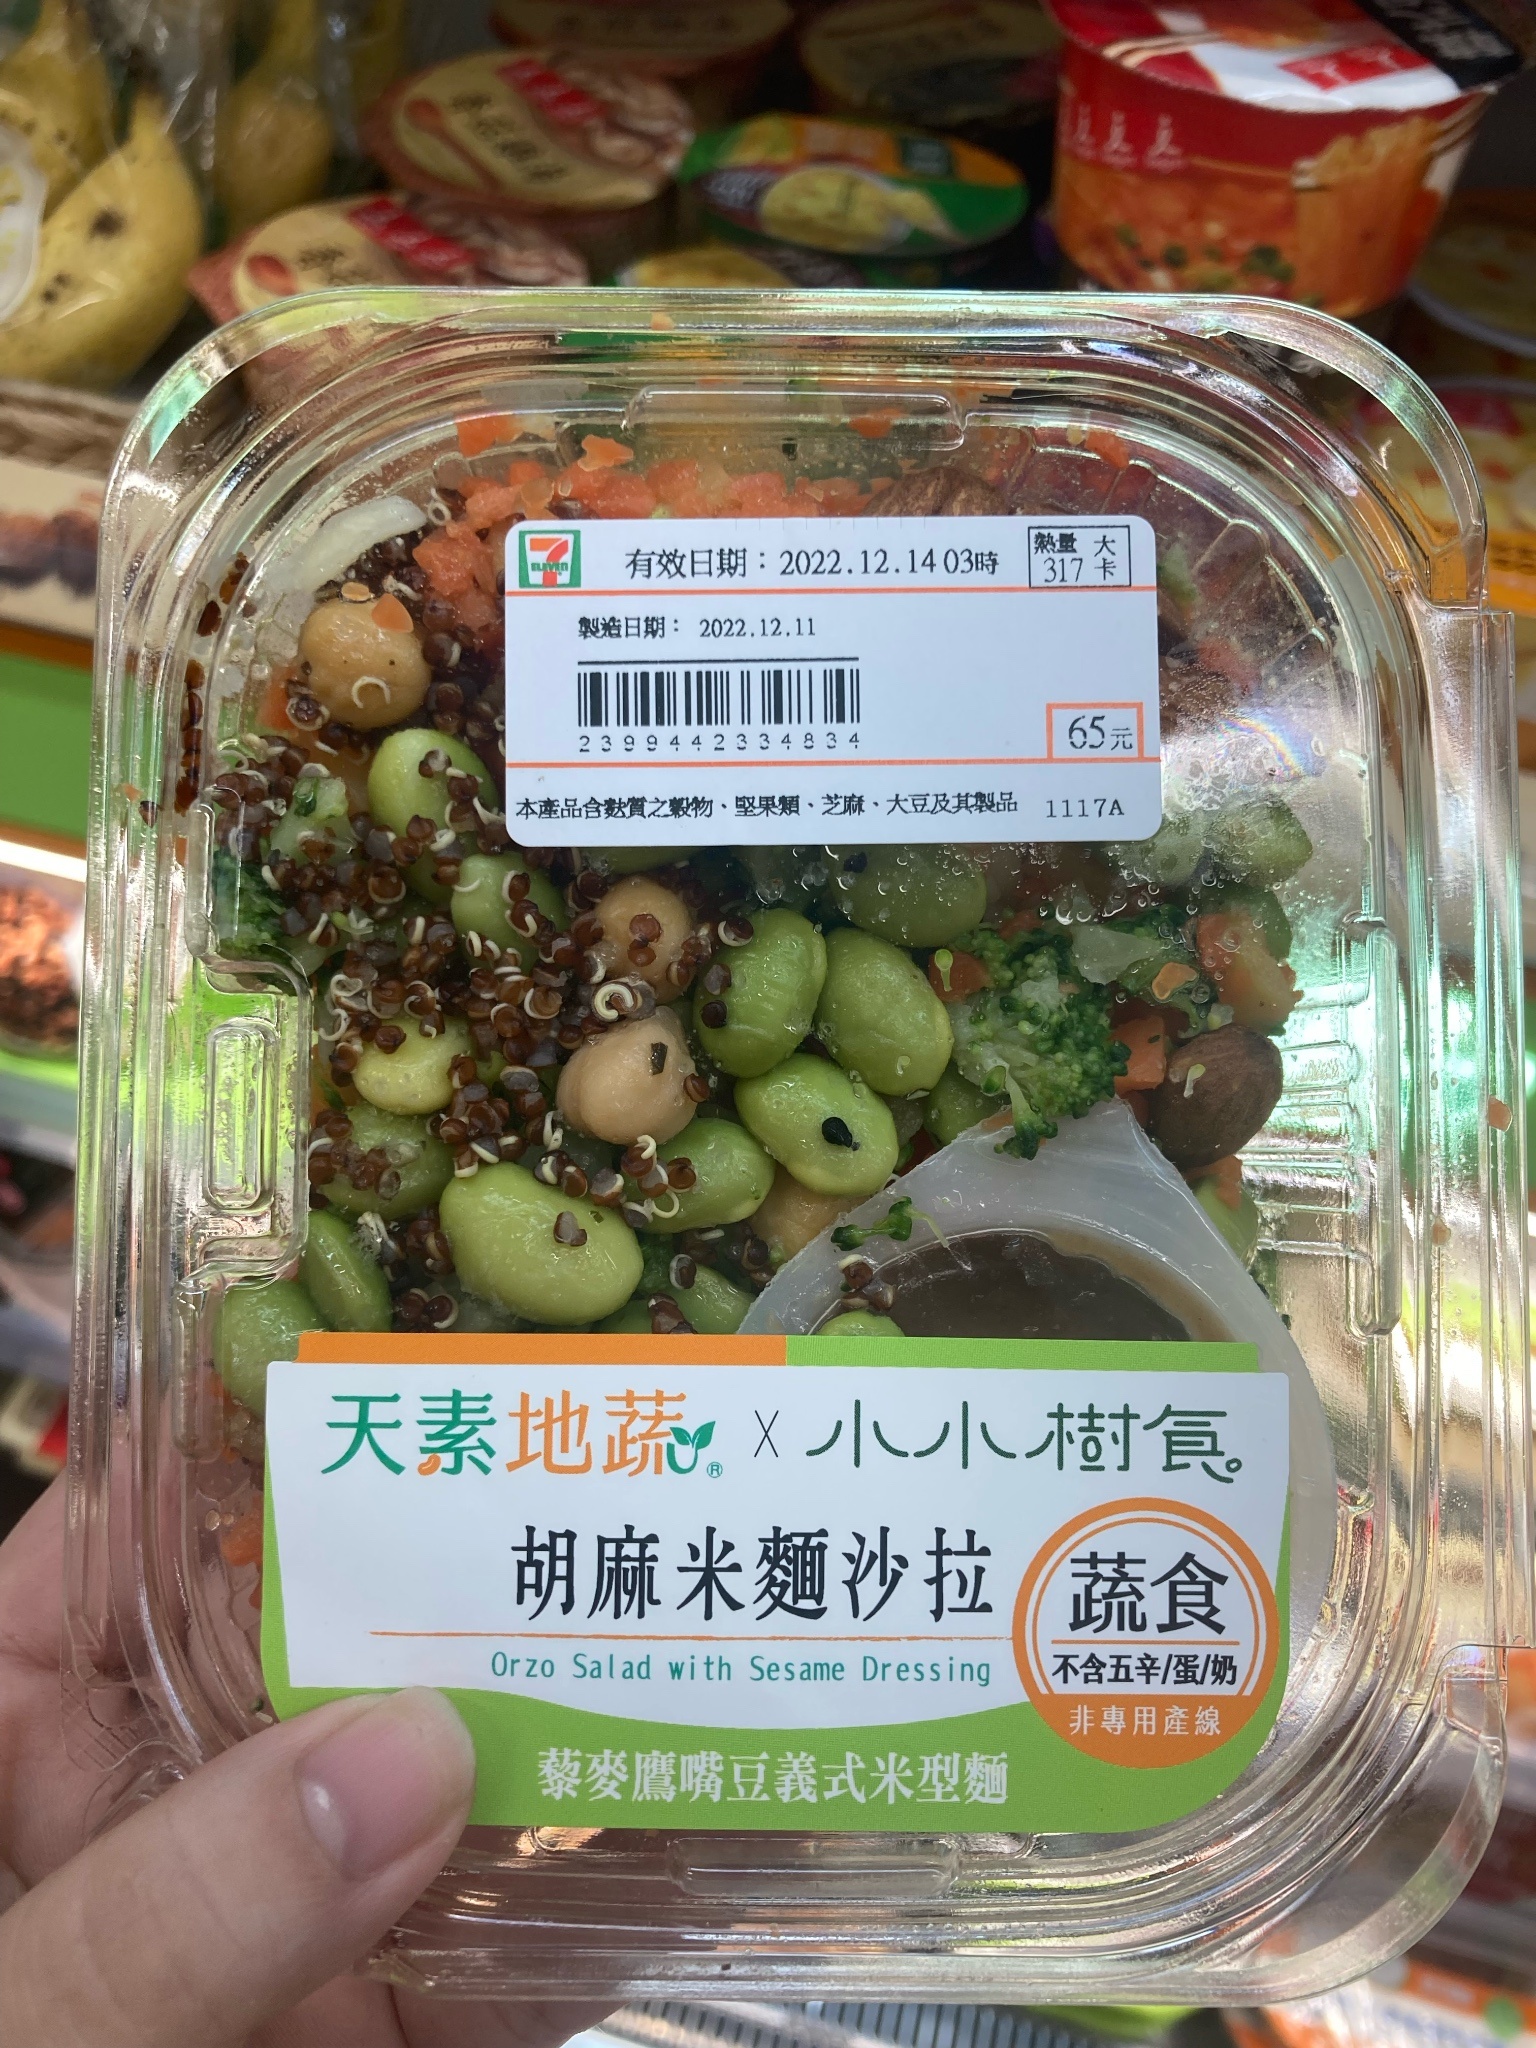 7
ELEVEN
有效日期：2022.12.14 03時
熱量 大
317 卡
製造日期： 2022.12.11
2399442334834
65元
本產品含麩質之穀物、堅果類、芝麻、大豆及其製品 1117A
天素地蔬® X 小小樹食。
胡麻米麵沙拉
Orzo Salad with Sesame Dressing
蔬食
不含五辛/蛋/奶
非專用產線
藜麥鷹嘴豆義式米型麵